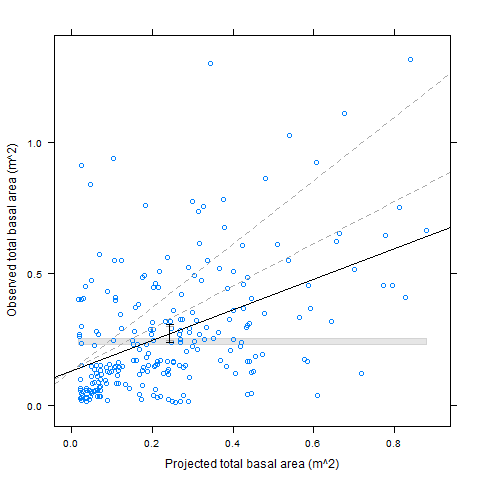 Observed total basal area (m^2)
1.0
0.5
0.0
0.0 0.2 0.4 0.6 0.8
Projected total basal area (m^2)